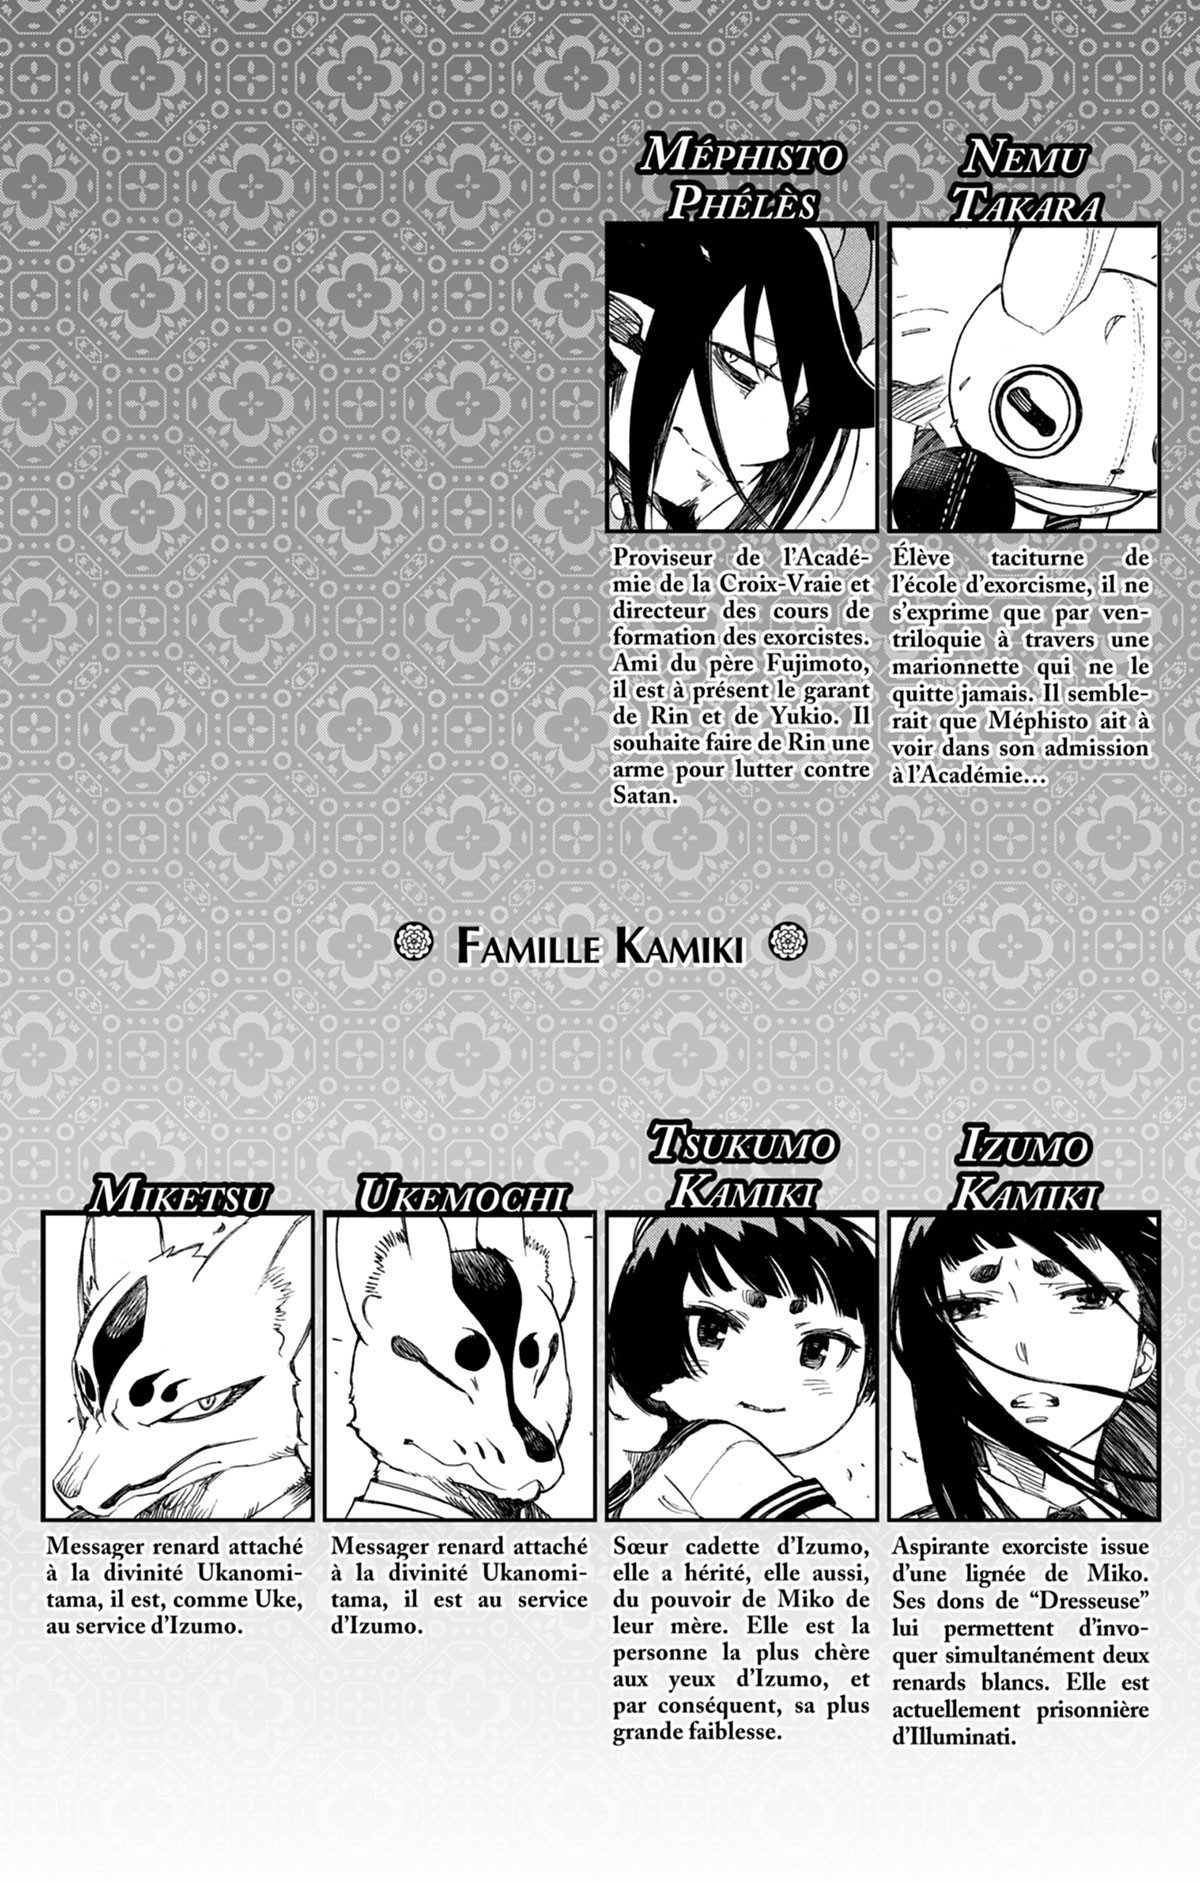 MÉPHISTO
PHÉLÈS
Proviseur de l'Acadé-
mie de la Croix-Vraie et
directeur des cours de
formation des exorcistes.
Ami du père Fujimoto,
il est à présent le garant
de Rin et de Yukio. Il
souhaite faire de Rin une
arme pour lutter contre
Satan.
NEMU
TAKARA
Élève taciturne de
l'école d'exorcisme, il ne
s'exprime que par ven-
triloquie à travers une
marionnette qui ne le
quitte jamais. Il semble-
rait que Méphisto ait à
voir dans son admission
à l'Académie…
FAMILLE KAMIKI
MIKETSU
Messager renard attaché
à la divinité Ukanomi-
tama, il est, comme Uke,
au service d'Izumo.
UKEMOCHI
Messager renard attaché
à la divinité Ukanomi-
tama, il est au service
d'Izumo.
TSUKUMO
KAMIKI
Sœur cadette d'Izumo,
elle a hérité, elle aussi,
du pouvoir de Miko de
leur mère. Elle est la
personne la plus chère
aux yeux d'Izumo, et
par conséquent, sa plus
grande faiblesse.
IZUMO
KAMIKI
Aspirante exorciste issue
d'une lignée de Miko.
Ses dons de “Dresseuse”
lui permettent d'invo-
quer simultanément deux
renards blancs. Elle est
actuellement prisonnière
d'Illuminati.